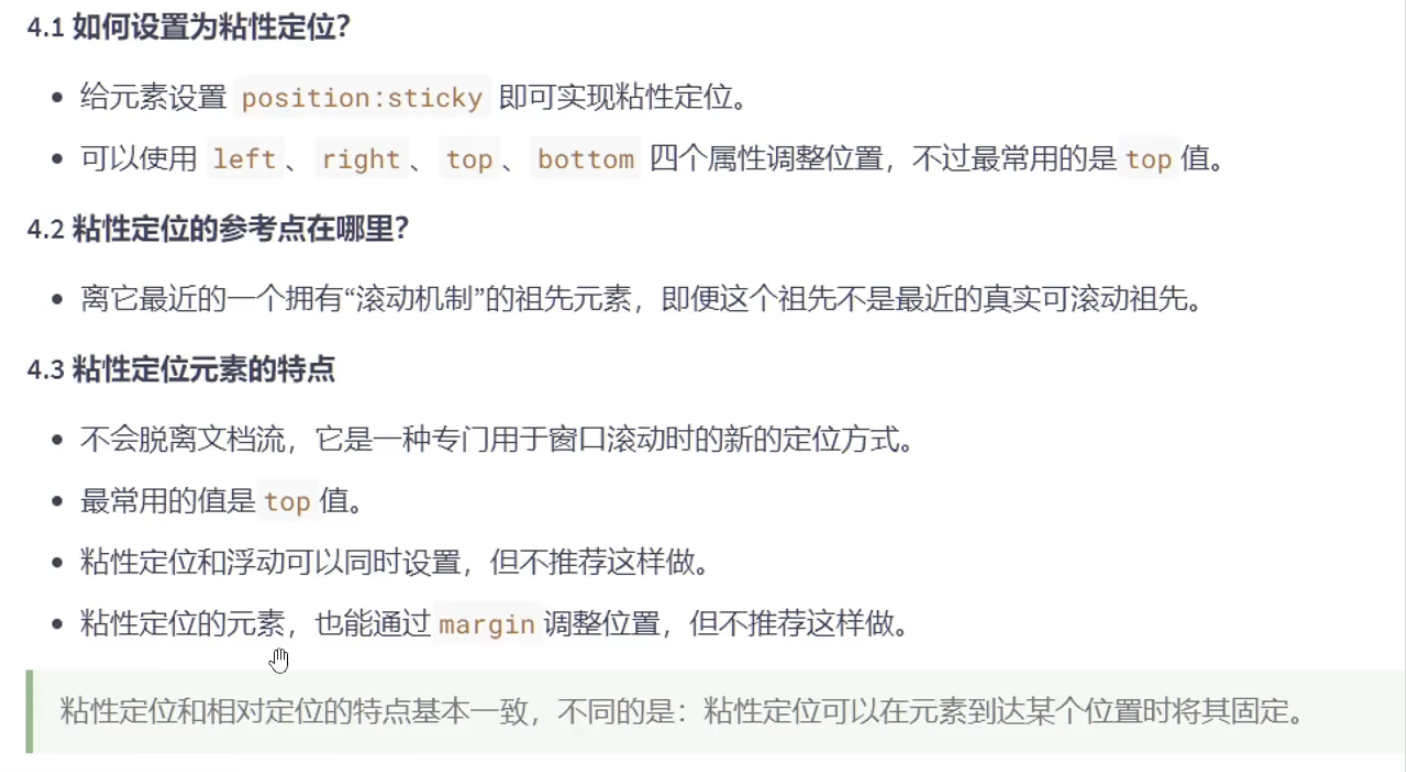 4.1 如何设置为粘性定位？
给元素设置 position:sticky 即可实现粘性定位。
可以使用 left 、 right 、 top 、 bottom 四个属性调整位置，不过最常用的是 top 值。
4.2 粘性定位的参考点在哪里？
离它最近的一个拥有“滚动机制”的祖先元素，即便这个祖先不是最近的真实可滚动祖先。
4.3 粘性定位元素的特点
不会脱离文档流，它是一种专门用于窗口滚动时的新的定位方式。
最常用的值是 top 值。
粘性定位和浮动可以同时设置，但不推荐这样做。
粘性定位的元素，也能通过 margin 调整位置，但不推荐这样做。
粘性定位和相对定位的特点基本一致，不同的是：粘性定位可以在元素到达某个位置时将其固定。